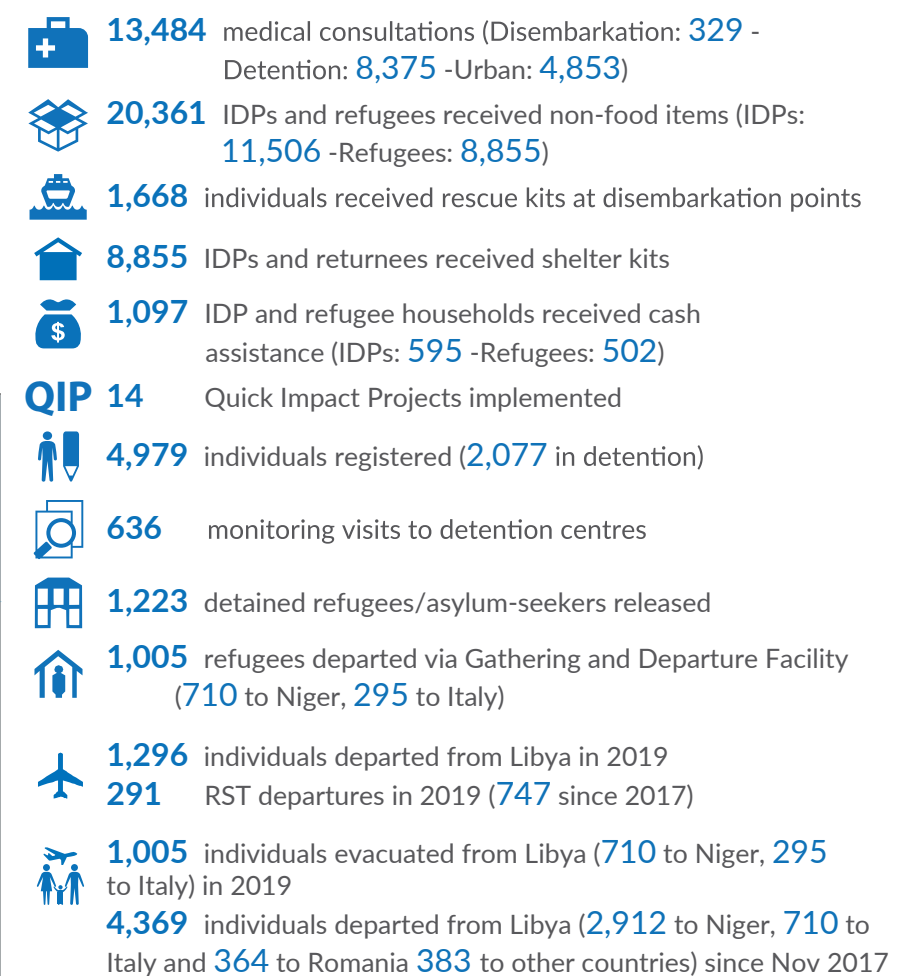 13,484 medical consultations (Disembarkation: 329 -
Detention: 8,375 -Urban: 4,853)
20,361 IDPs and refugees received non-food items (IDPs:
11,506 -Refugees: 8,855)
1,668 individuals received rescue kits at disembarkation points
8,855 IDPs and returnees received shelter kits
$
1,097 IDP and refugee households received cash
assistance (IDPs: 595 -Refugees: 502)
QIP 14 Quick Impact Projects implemented
4,979 individuals registered (2,077 in detention)
636 monitoring visits to detention centres
1,223 detained refugees/asylum-seekers released
1,005 refugees departed via Gathering and Departure Facility
(710 to Niger, 295 to Italy)
1,296 individuals departed from Libya in 2019
291 RST departures in 2019 (747 since 2017)
1,005 individuals evacuated from Libya (710 to Niger, 295
to Italy) in 2019
4,369 individuals departed from Libya (2,912 to Niger, 710 to
Italy and 364 to Romania 383 to other countries) since Nov 2017